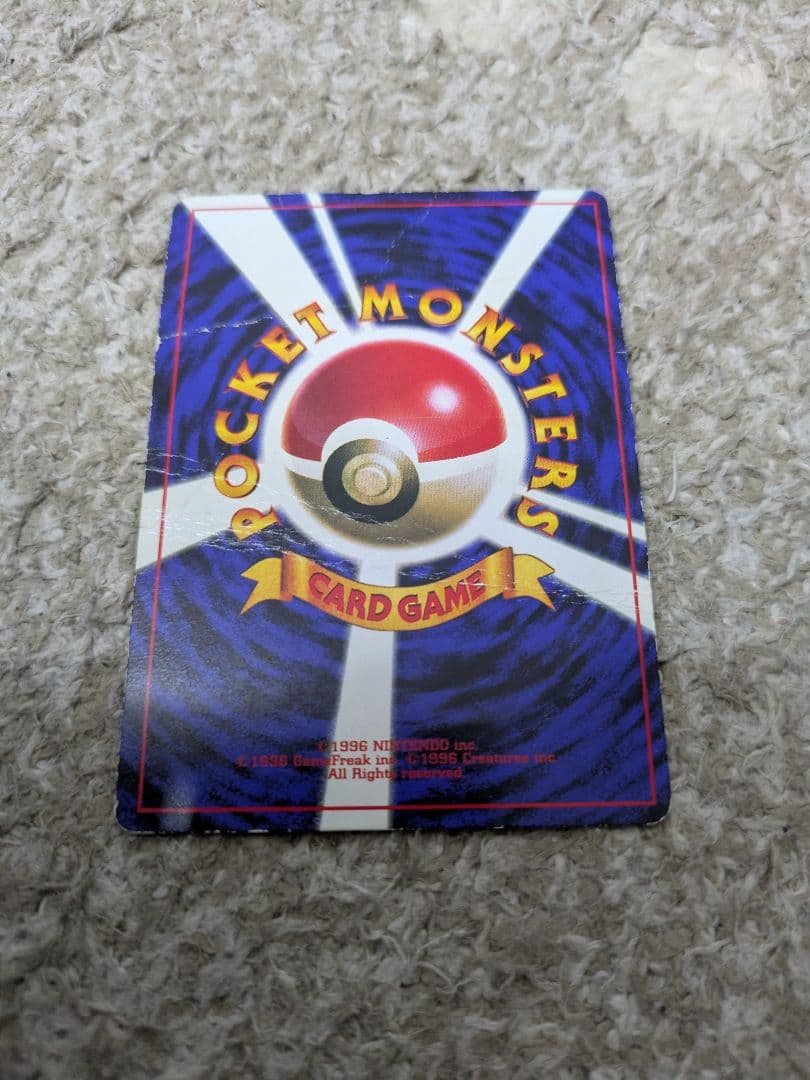 POCKET MONSTERS
CARD GAME
©1996 NINTENDO inc.
©1996 GameFreak inc. ©1996 Creatures inc.
All Rights reserved.